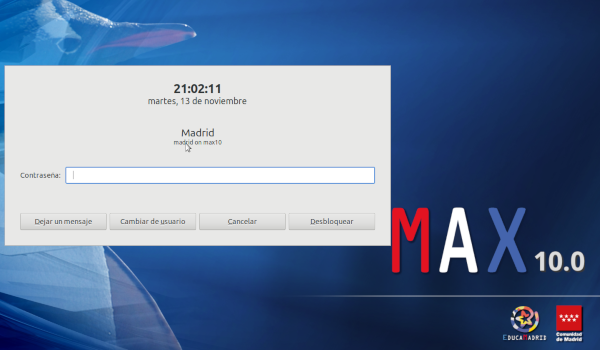 21:02:11
martes, 13 de noviembre
Madrid
madrid on max10
Contraseña:
Dejar un mensaje
Cambiar de usuario
Cancelar
Desbloquear
MAX 10.0
EDUCAMADRID
Comunidad
de Madrid